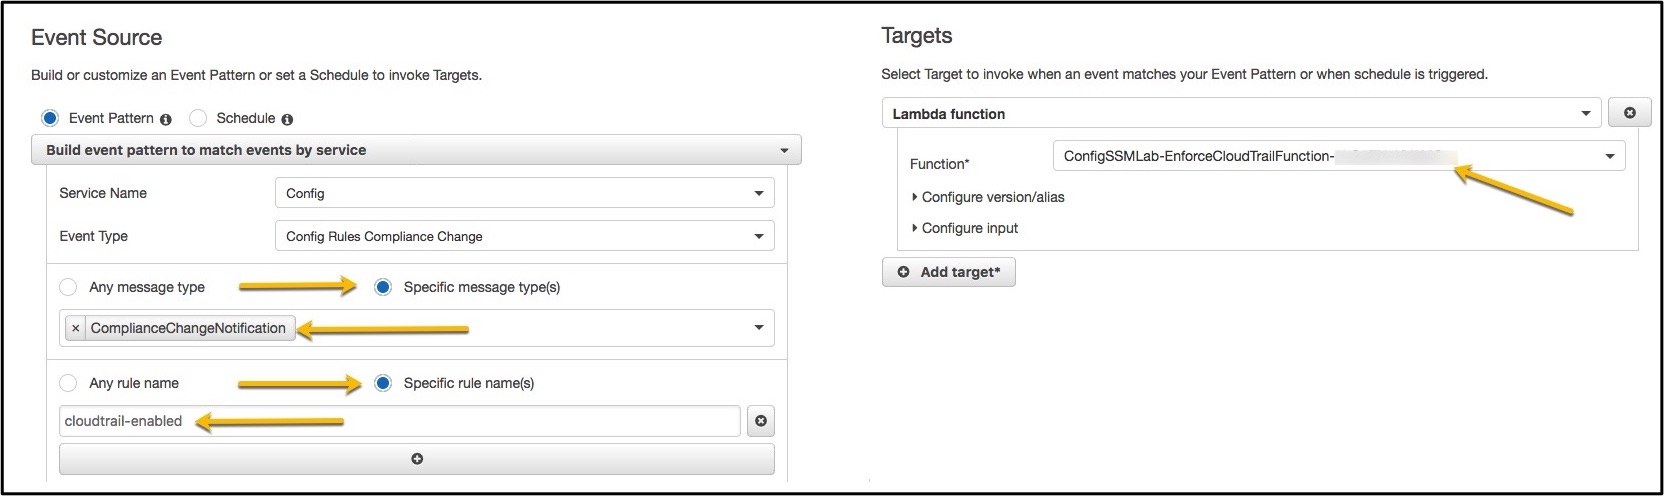 Event Source
Build or customize an Event Pattern or set a Schedule to invoke Targets.
Event Pattern Schedule
Build event pattern to match events by service
Service Name Config
Event Type Config Rules Compliance Change
Any message type Specific message type(s)
× ComplianceChangeNotification
Any rule name Specific rule name(s)
cloudtrail-enabled
Targets
Select Target to invoke when an event matches your Event Pattern or when schedule is triggered.
Lambda function
Function* ConfigSSMLab-EnforceCloudTrailFunction-
Configure version/alias
Configure input
Add target*